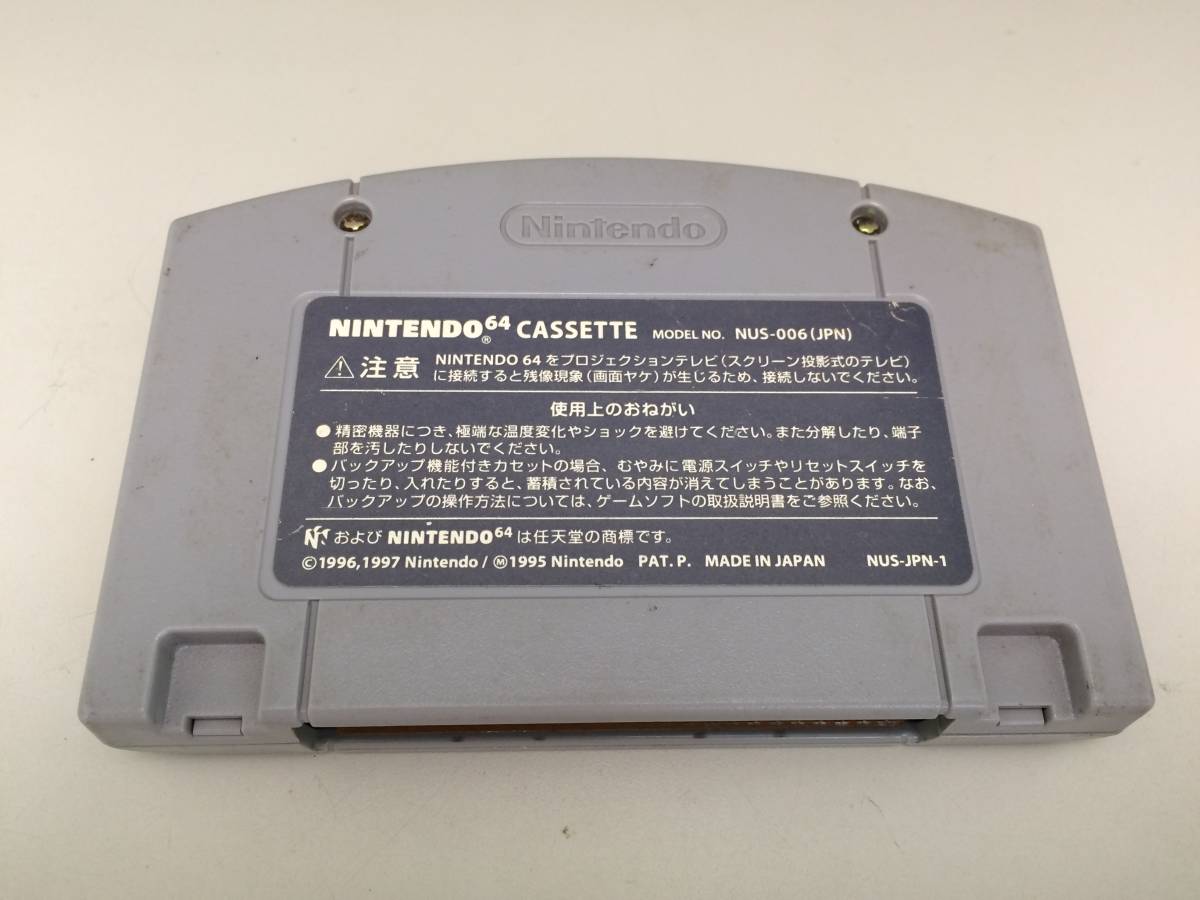 Nintendo
NINTENDO64® CASSETTE MODEL NO. NUS-006(JPN)
注意 NINTENDO 64 をプロジェクションテレビ(スクリーン投影式のテレビ)
に接続すると残像現象(画面ヤケ)が生じるため、接続しないでください。
使用上のおねがい
●精密機器につき、極端な温度変化やショックを避けてください。また分解したり、端子
部を汚したりしないでください。
●バックアップ機能付きカセットの場合、むやみに電源スイッチやリセットスイッチを
切ったり、入れたりすると、蓄積されている内容が消えてしまうことがあります。なお、
バックアップの操作方法については、ゲームソフトの取扱説明書をご参照ください。
および NINTENDO64 は任天堂の商標です。
©1996,1997 Nintendo / Ⓜ1995 Nintendo PAT. P. MADE IN JAPAN NUS-JPN-1